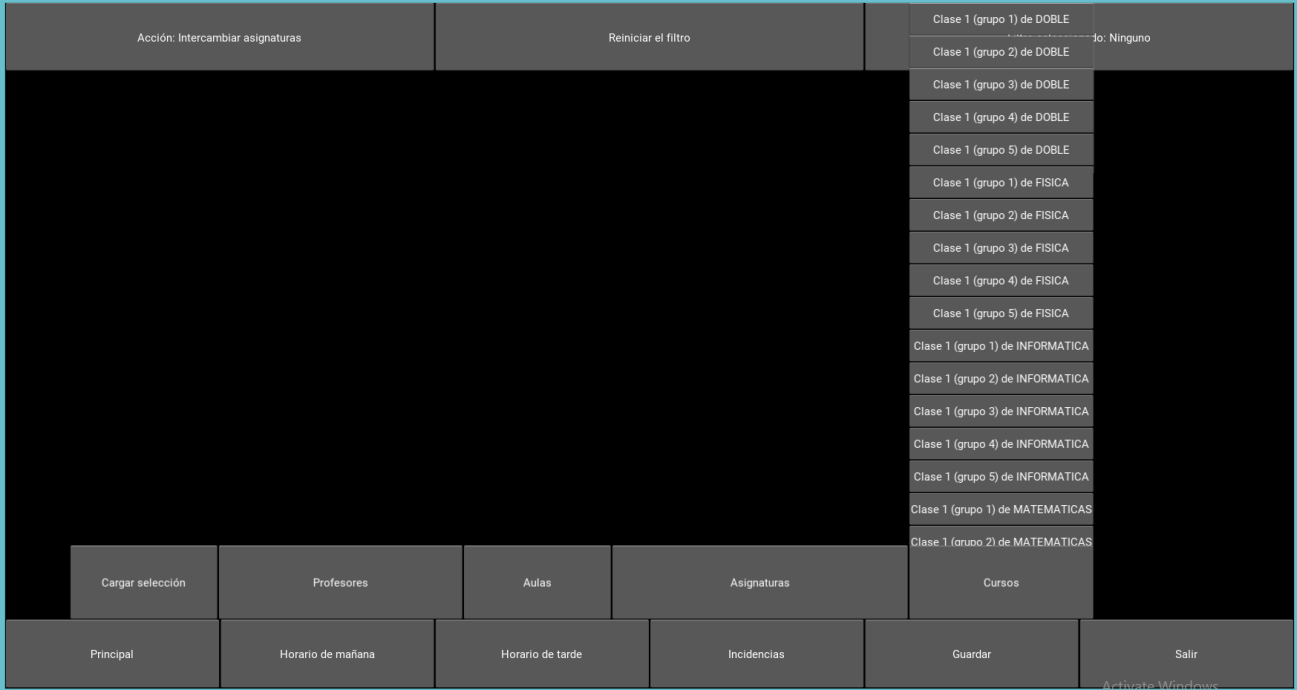 Acción: Intercambiar asignaturas
Reiniciar el filtro
do: Ninguno
Clase 1 (grupo 1) de DOBLE
Clase 1 (grupo 2) de DOBLE
Clase 1 (grupo 3) de DOBLE
Clase 1 (grupo 4) de DOBLE
Clase 1 (grupo 5) de DOBLE
Clase 1 (grupo 1) de FISICA
Clase 1 (grupo 2) de FISICA
Clase 1 (grupo 3) de FISICA
Clase 1 (grupo 4) de FISICA
Clase 1 (grupo 5) de FISICA
Clase 1 (grupo 1) de INFORMATICA
Clase 1 (grupo 2) de INFORMATICA
Clase 1 (grupo 3) de INFORMATICA
Clase 1 (grupo 4) de INFORMATICA
Clase 1 (grupo 5) de INFORMATICA
Clase 1 (grupo 1) de MATEMATICAS
Clase 1 (grupo 2) de MATEMATICAS
Cargar selección
Profesores
Aulas
Asignaturas
Cursos
Principal
Horario de mañana
Horario de tarde
Incidencias
Guardar
Salir
Activate Windows